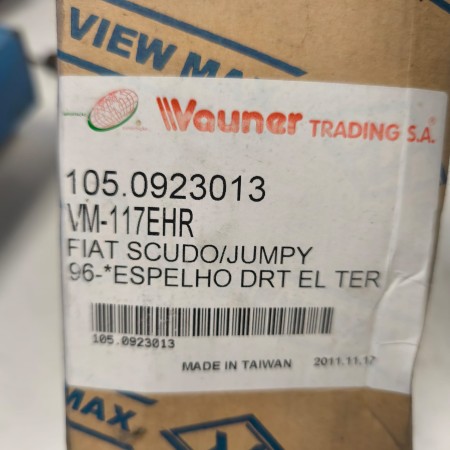 VIEW MAX
Wauner TRADING S.A.
105.0923013
VM-117EHR
FIAT SCUDO/JUMPY
96-*ESPELHO DRT EL TER
105.0923013
MADE IN TAIWAN 2011.11.17
MAX.